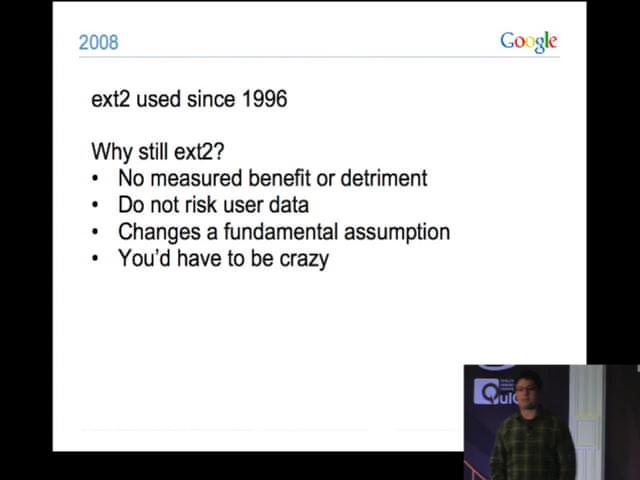 2008
Google
ext2 used since 1996
Why still ext2?
• No measured benefit or detriment
• Do not risk user data
• Changes a fundamental assumption
• You'd have to be crazy